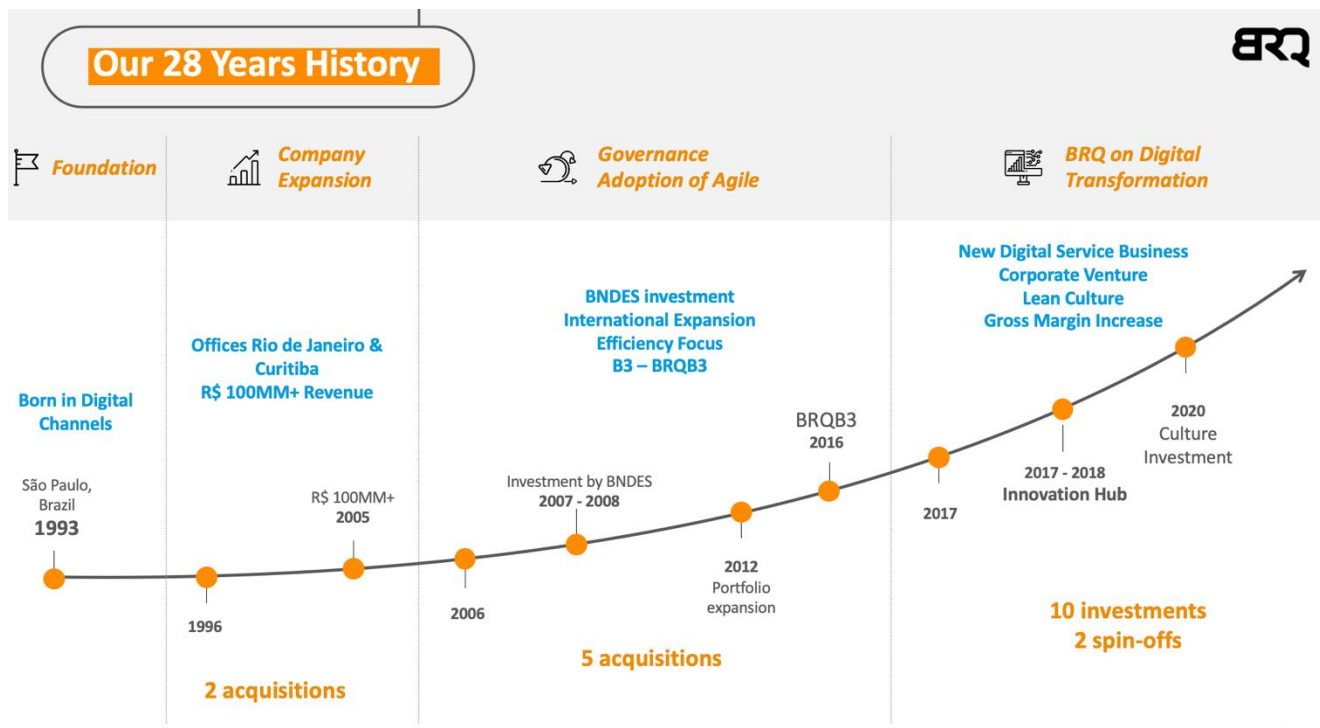 Our 28 Years History
BRQ
Foundation
Company
Expansion
Governance
Adoption of Agile
BRQ on Digital
Transformation
Born in Digital
Channels
São Paulo,
Brazil
1993
Offices Rio de Janeiro &
Curitiba
R$ 100MM+ Revenue
1996
R$ 100MM+
2005
2 acquisitions
BNDES investment
International Expansion
Efficiency Focus
B3 – BRQB3
2006
Investment by BNDES
2007 - 2008
2012
Portfolio
expansion
BRQB3
2016
5 acquisitions
New Digital Service Business
Corporate Venture
Lean Culture
Gross Margin Increase
2017
2017 - 2018
Innovation Hub
2020
Culture
Investment
10 investments
2 spin-offs